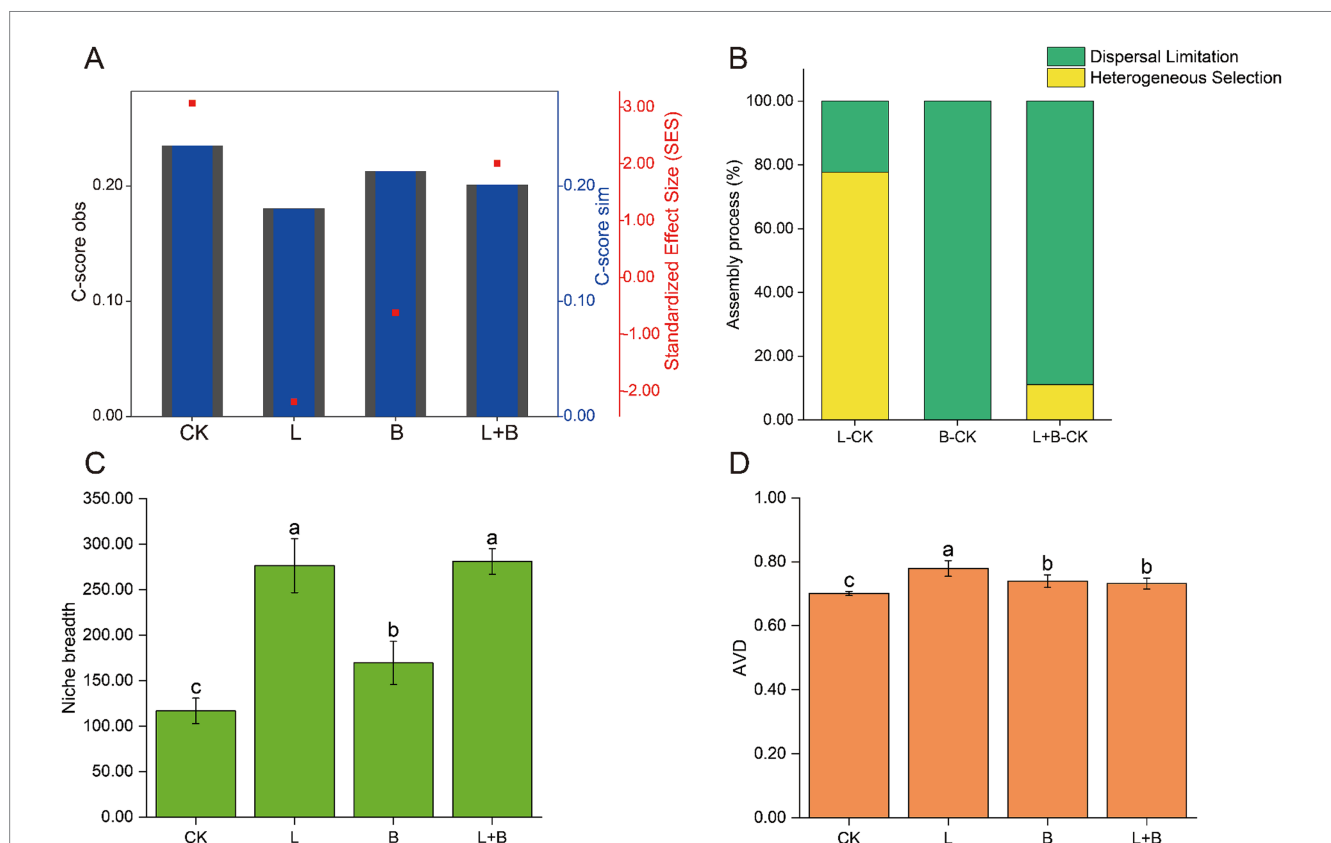 A
C-score obs
0.20
0.10
0.00
CK
L
B
L+B
0.20
0.10
0.00
C-score sim
3.00
2.00
1.00
0.00
-1.00
-2.00
Standardized Effect Size (SES)
B
Dispersal Limitation
Heterogeneous Selection
Assembly process (%)
100.00
80.00
60.00
40.00
20.00
0.00
L-CK
B-CK
L+B-CK
C
Niche breadth
350.00
300.00
250.00
200.00
150.00
100.00
50.00
0.00
c
a
b
a
CK
L
B
L+B
D
AVD
1.00
0.80
0.60
0.40
0.20
0.00
c
a
b
b
CK
L
B
L+B